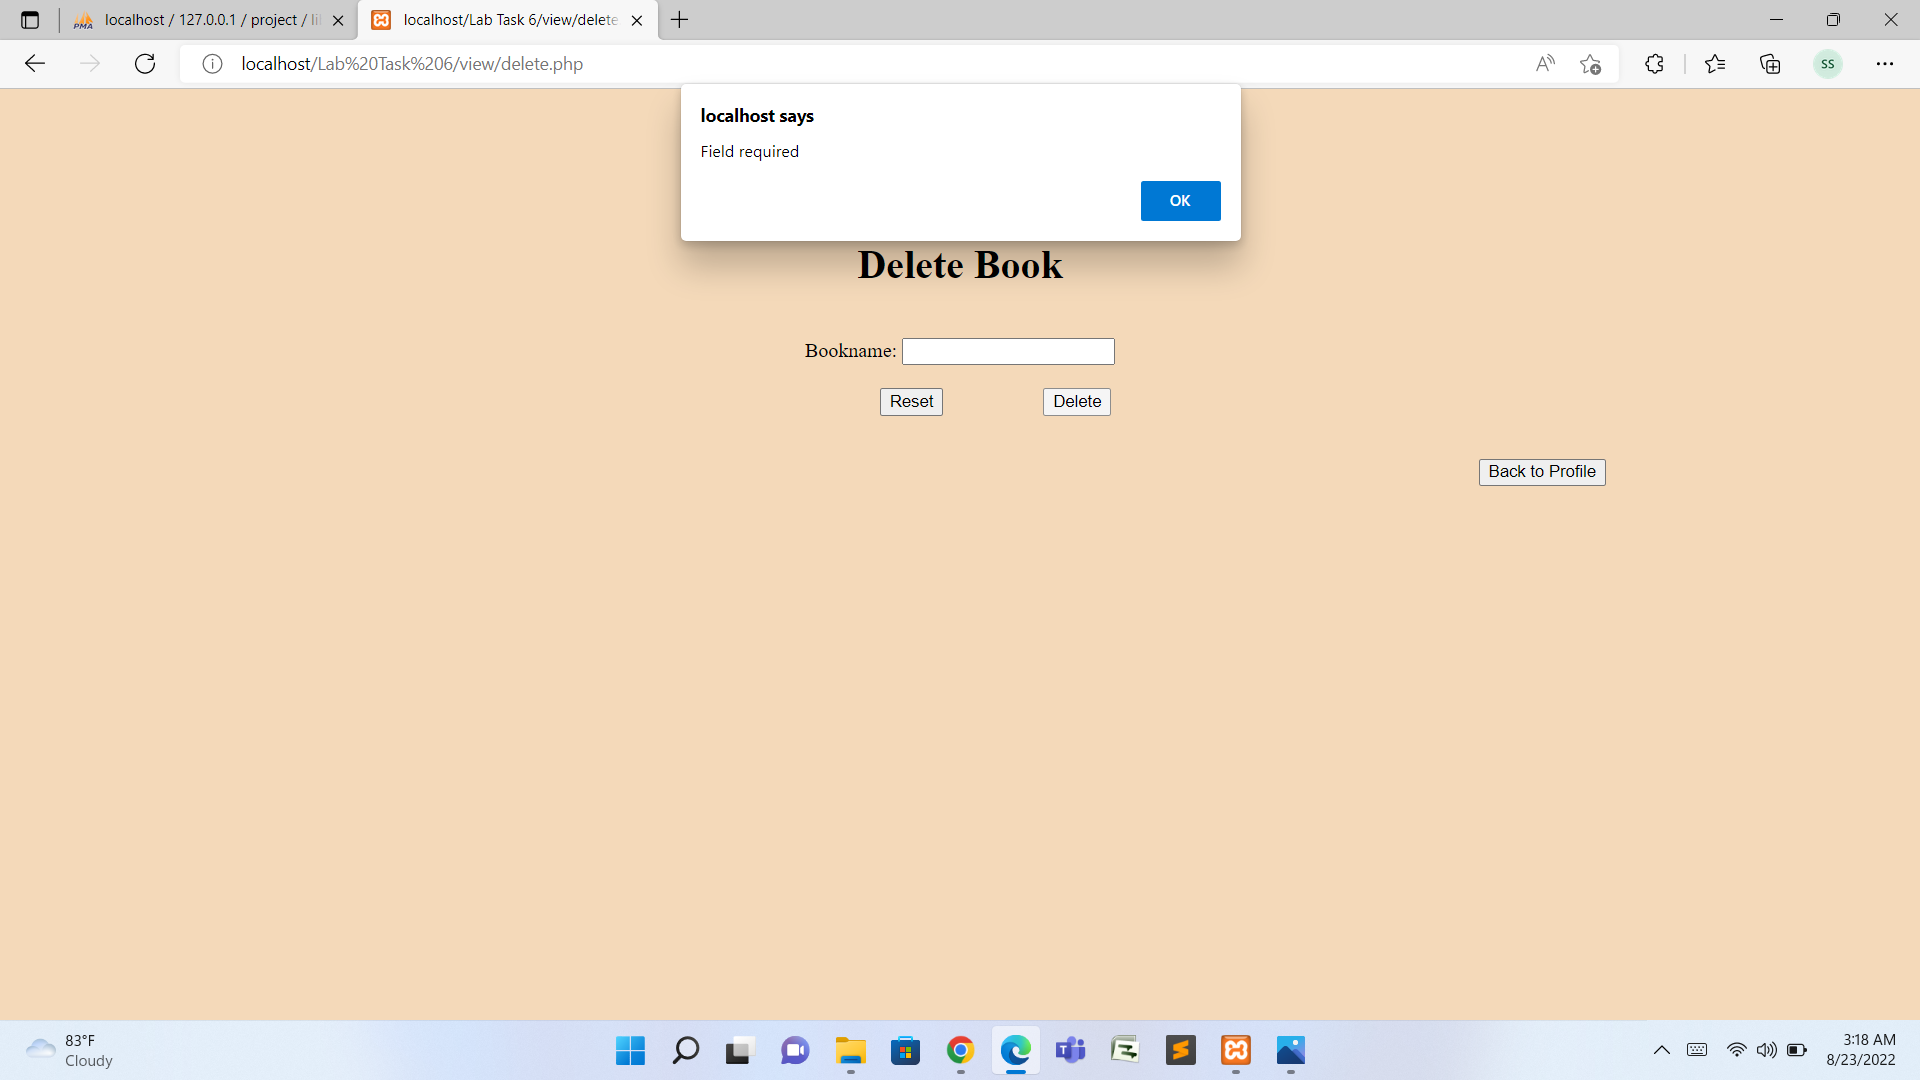 localhost / 127.0.0.1 / project / li
localhost/Lab Task 6/view/delete
localhost/Lab%20Task%206/view/delete.php
SS
localhost says
Field required
OK
Delete Book
Bookname:
Reset
Delete
Back to Profile
83°F
Cloudy
3:18 AM
8/23/2022